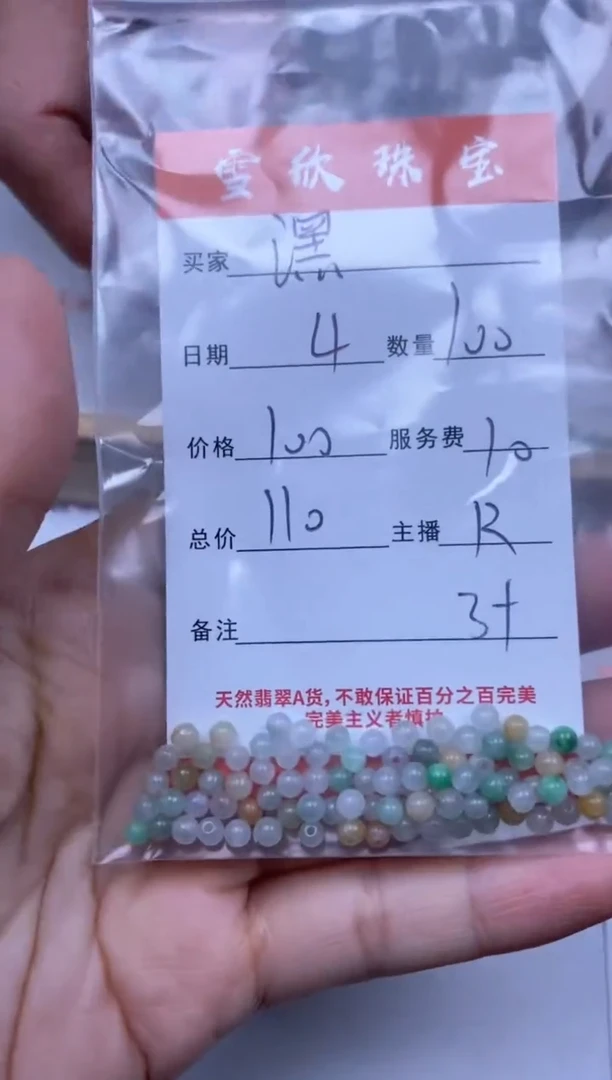 雪欣珠宝
买家
日期 4 数量 100
价格 100 服务费 10
总价 110 主播 R
备注 3+
天然翡翠A货,不敢保证百分之百完美
完美主义者慎拍